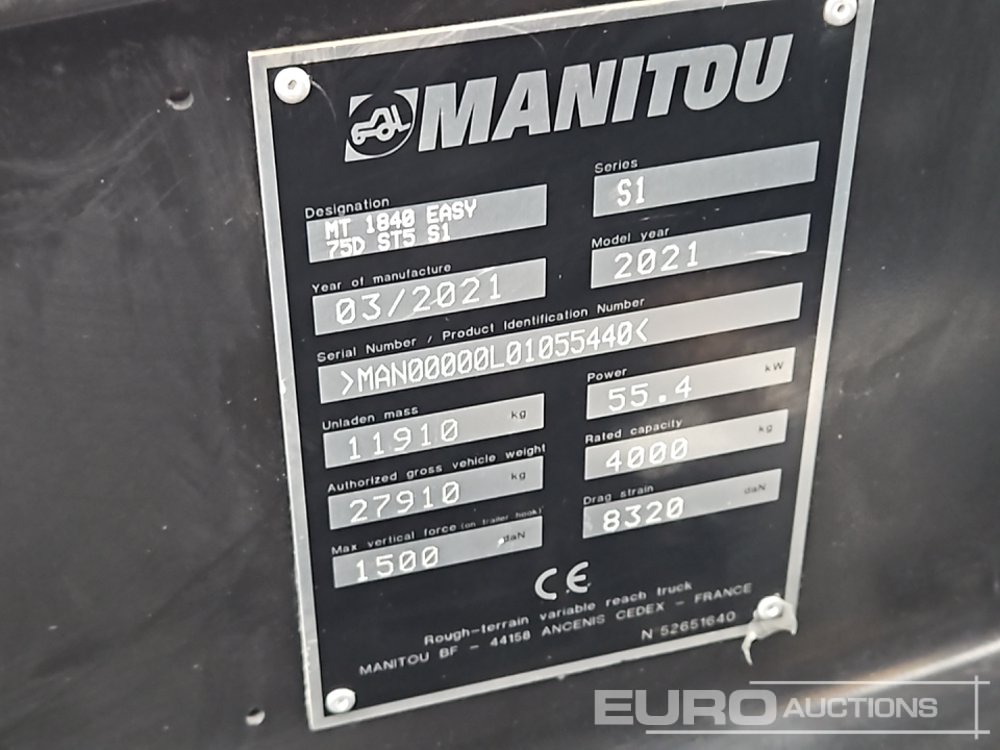 MANITOU
Designation
MT 1840 EASY
75D ST5 S1
Series
S1
Year of manufacture
03/2021
Model year
2021
Serial Number / Product Identification Number
>MAN00000L01055440<
Unladen mass
11910 kg
Power
55.4 kW
Authorized gross vehicle weight
27910 kg
Rated capacity
4000 kg
Max vertical force (on trailer hook)
1500 daN
Drag strain
8320 daN
CE
Rough-terrain variable reach truck
MANITOU BF - 44158 ANCENIS CEDEX - FRANCE
N°52651640
EURO AUCTIONS